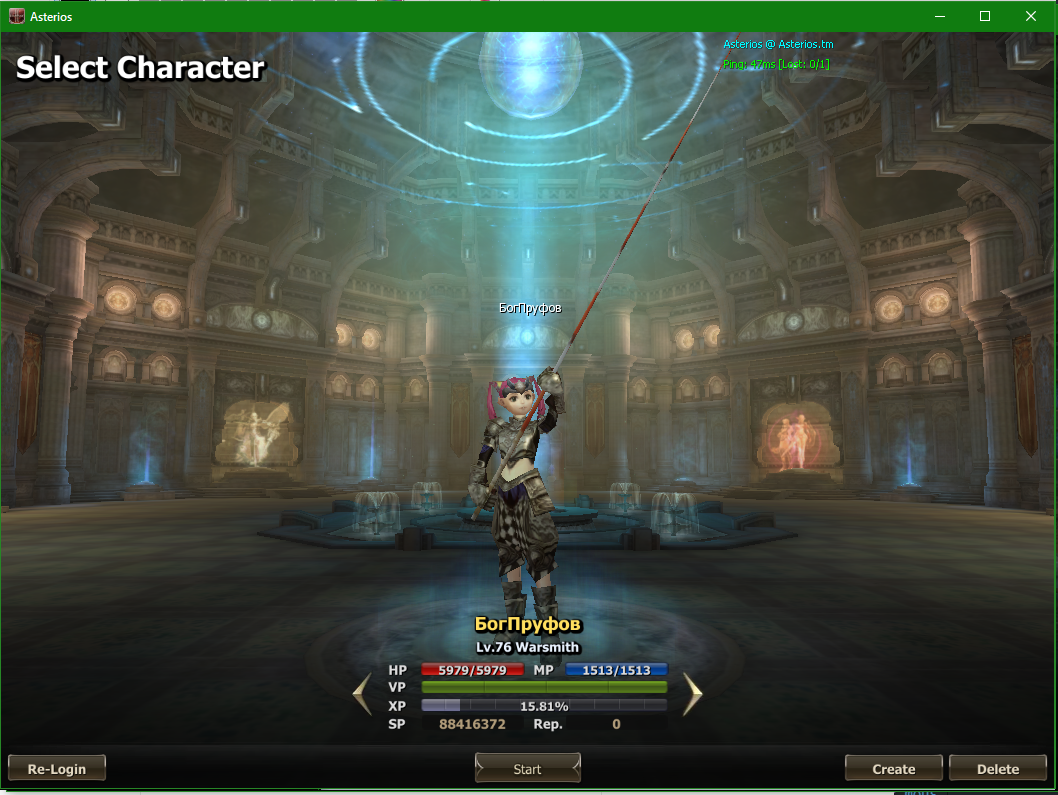 Asterios
Select Character
Asterios @ Asterios.tm
Ping: 47ms [Lost: 0/1]
БогПруфов
БогПруфов
Lv.76 Warsmith
HP 5979/5979 MP 1513/1513
VP
XP 15.81%
SP 88416372 Rep. 0
Re-Login Start Create Delete